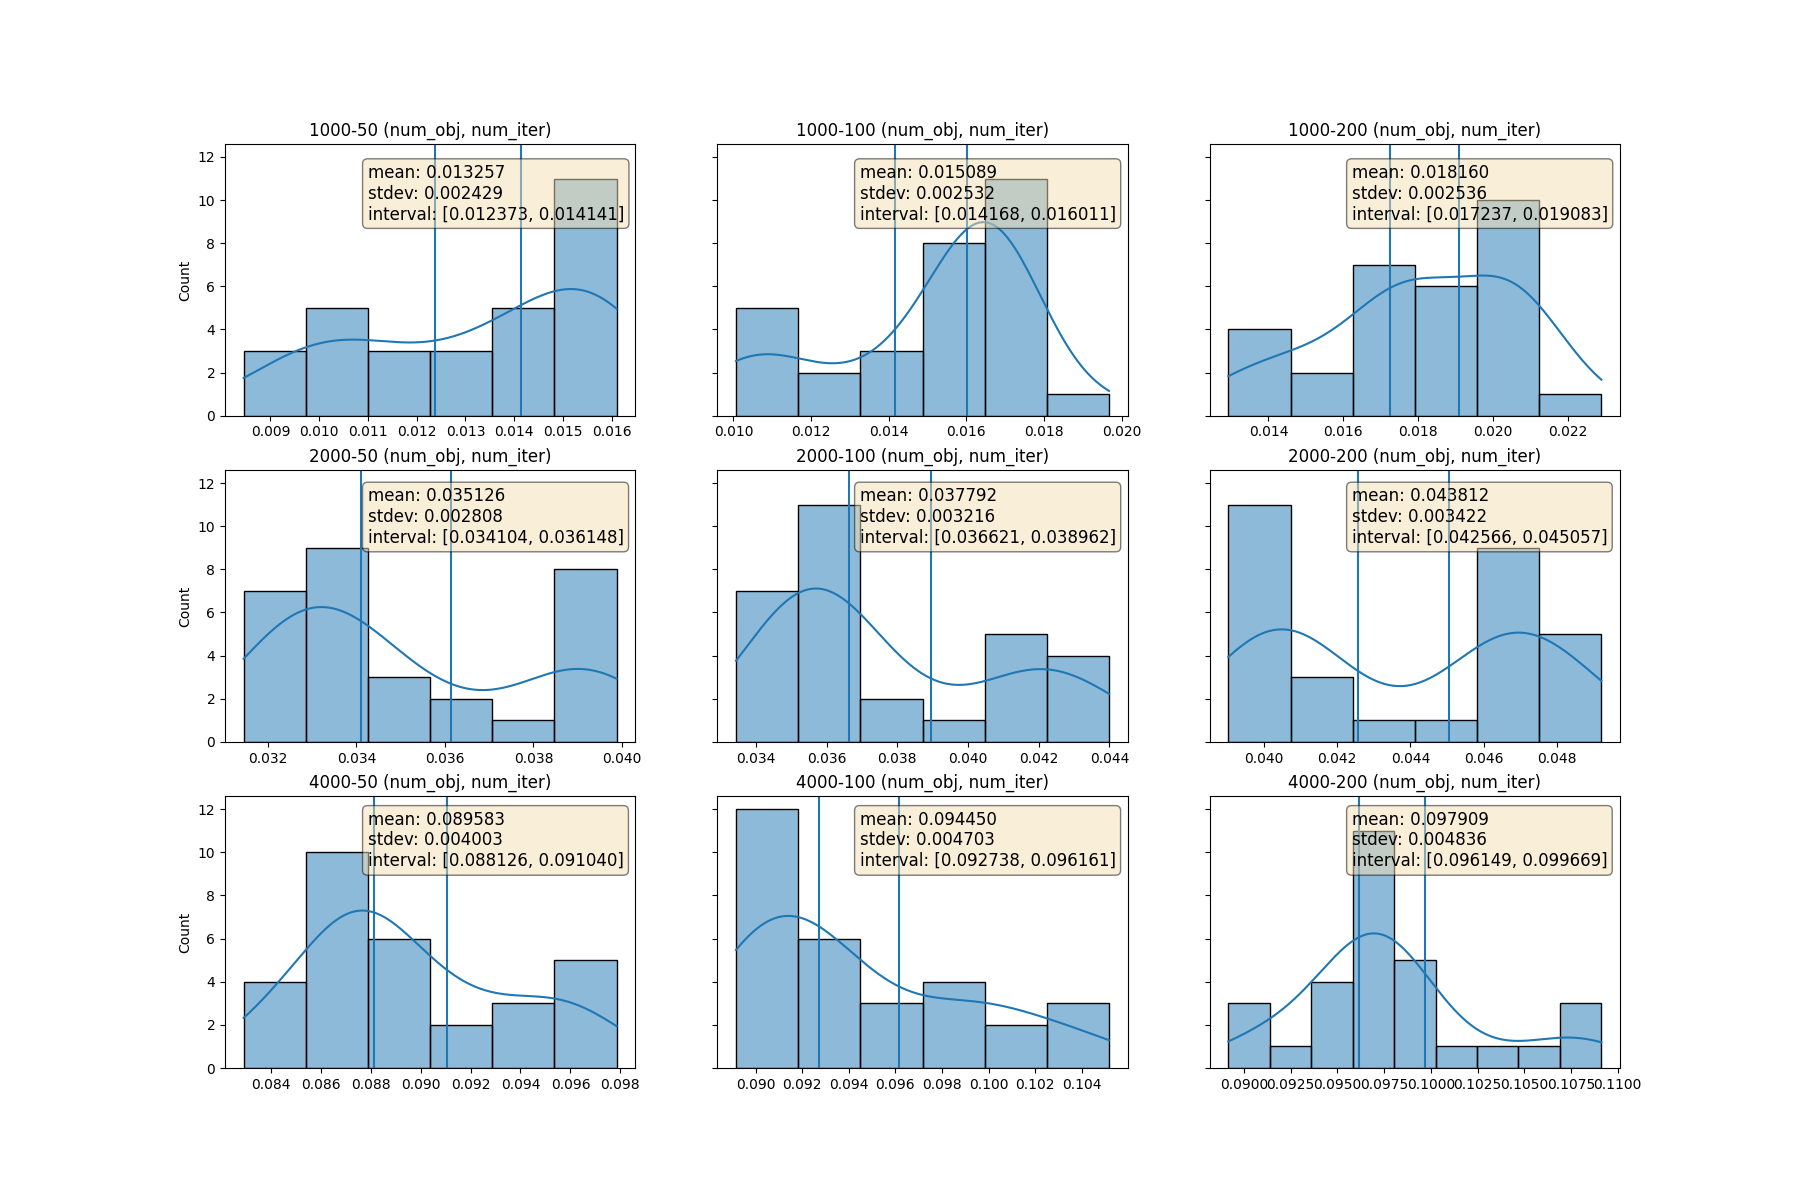 1000-50 (num_obj, num_iter)
mean: 0.013257
stdev: 0.002429
interval: [0.012373, 0.014141]
Count
12
10
8
6
4
2
0
0.009 0.010 0.011 0.012 0.013 0.014 0.015 0.016
1000-100 (num_obj, num_iter)
mean: 0.015089
stdev: 0.002532
interval: [0.014168, 0.016011]
0.010 0.012 0.014 0.016 0.018 0.020
1000-200 (num_obj, num_iter)
mean: 0.018160
stdev: 0.002536
interval: [0.017237, 0.019083]
0.014 0.016 0.018 0.020 0.022
2000-50 (num_obj, num_iter)
mean: 0.035126
stdev: 0.002808
interval: [0.034104, 0.036148]
Count
12
10
8
6
4
2
0
0.032 0.034 0.036 0.038 0.040
2000-100 (num_obj, num_iter)
mean: 0.037792
stdev: 0.003216
interval: [0.036621, 0.038962]
0.034 0.036 0.038 0.040 0.042 0.044
2000-200 (num_obj, num_iter)
mean: 0.043812
stdev: 0.003422
interval: [0.042566, 0.045057]
0.040 0.042 0.044 0.046 0.048
4000-50 (num_obj, num_iter)
mean: 0.089583
stdev: 0.004003
interval: [0.088126, 0.091040]
Count
12
10
8
6
4
2
0
0.084 0.086 0.088 0.090 0.092 0.094 0.096 0.098
4000-100 (num_obj, num_iter)
mean: 0.094450
stdev: 0.004703
interval: [0.092738, 0.096161]
0.090 0.092 0.094 0.096 0.098 0.100 0.102 0.104
4000-200 (num_obj, num_iter)
mean: 0.097909
stdev: 0.004836
interval: [0.096149, 0.099669]
0.0900 0.0925 0.0950 0.0975 0.1000 0.1025 0.1050 0.1075 0.1100